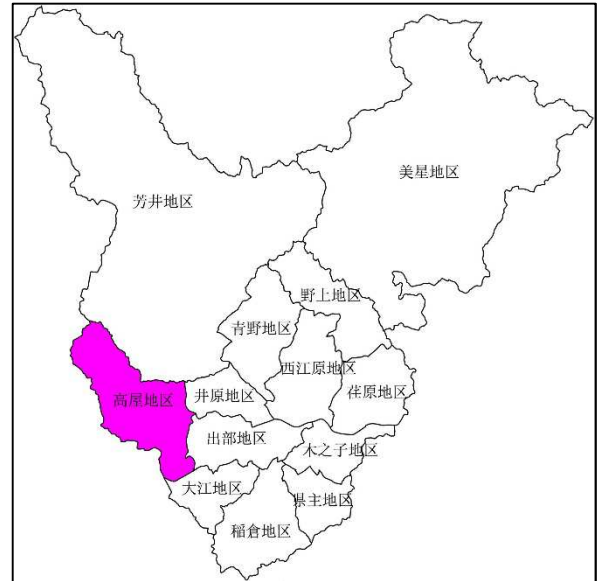 美星地区
芳井地区
野上地区
青野地区
西江原地区
荏原地区
高屋地区
井原地区
出部地区
木之子地区
大江地区
県主地区
稲倉地区